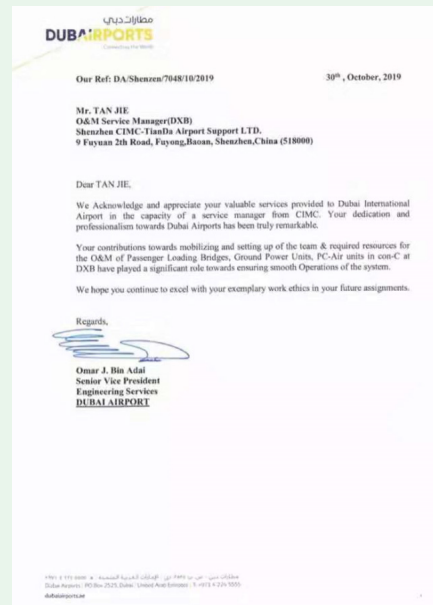 مطارات دبي
DUBAI AIRPORTS
Connecting the World
Our Ref: DA/Shenzen/7048/10/2019 30th , October, 2019
Mr. TAN JIE
O&M Service Manager(DXB)
Shenzhen CIMC-TianDa Airport Support LTD.
9 Fuyuan 2th Road, Fuyong,Baoan, Shenzhen,China (518000)
Dear TAN JIE,
We Acknowledge and appreciate your valuable services provided to Dubai International
Airport in the capacity of a service manager from CIMC. Your dedication and
professionalism towards Dubai Airports has been truly remarkable.
Your contributions towards mobilizing and setting up of the team & required resources for
the O&M of Passenger Loading Bridges, Ground Power Units, PC-Air units in con-C at
DXB have played a significant role towards ensuring smooth Operations of the system.
We hope you continue to excel with your exemplary work ethics in your future assignments.
Regards,
Omar J. Bin Adai
Senior Vice President
Engineering Services
DUBAI AIRPORT
Dubai Airports PO Box 2525, Dubai United Arab Emirates
dubaiairports.ae